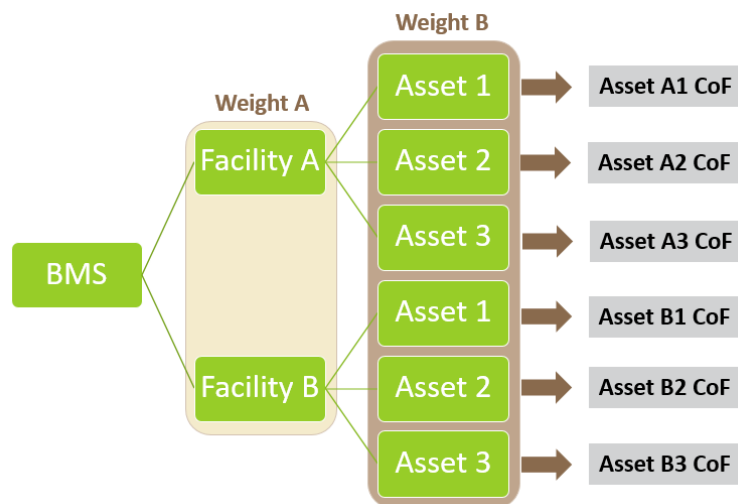 Weight B
Weight A
Asset 1
Asset A1 CoF
Facility A
Asset 2
Asset A2 CoF
Asset 3
Asset A3 CoF
BMS
Asset 1
Asset B1 CoF
Facility B
Asset 2
Asset B2 CoF
Asset 3
Asset B3 CoF